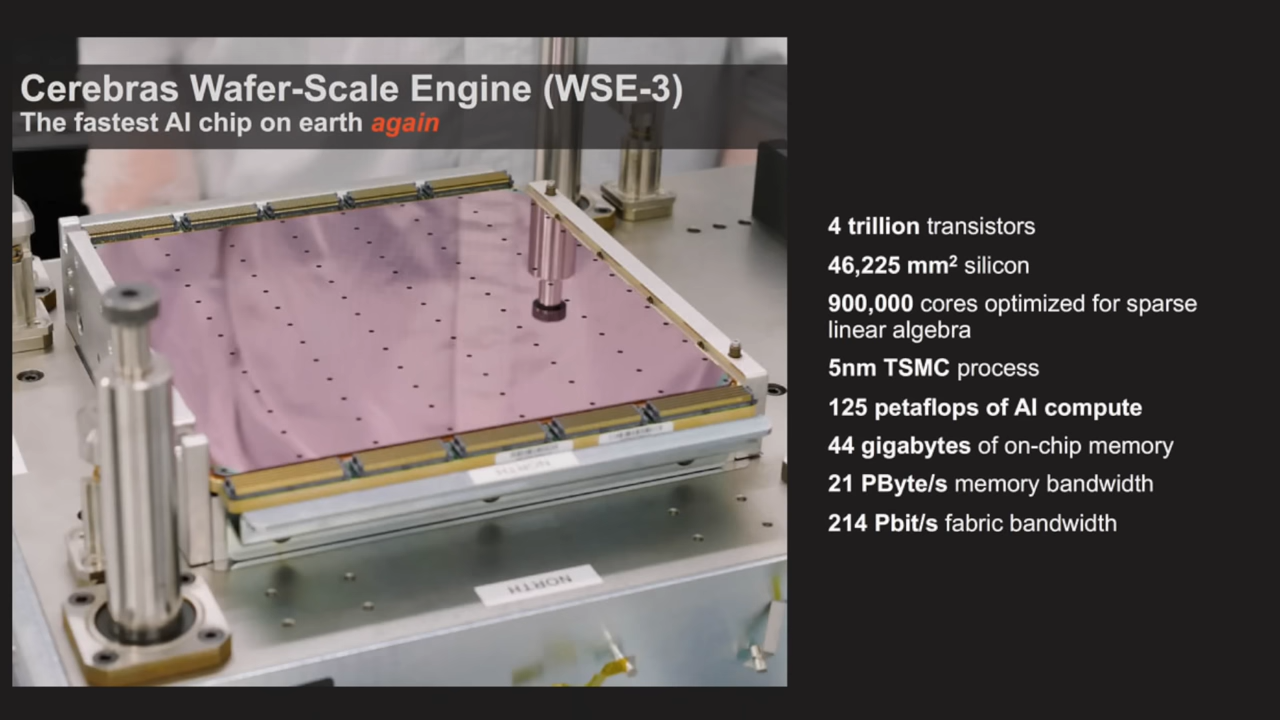 Cerebras Wafer-Scale Engine (WSE-3)
The fastest AI chip on earth again
4 trillion transistors
46,225 mm² silicon
900,000 cores optimized for sparse
linear algebra
5nm TSMC process
125 petaflops of AI compute
44 gigabytes of on-chip memory
21 PByte/s memory bandwidth
214 Pbit/s fabric bandwidth
NORTH
NORTH